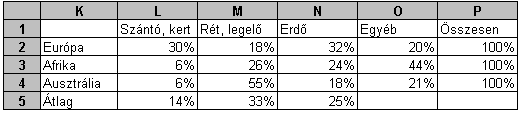 K L M N O P
1 Szántó, kert Rét, legelő Erdő Egyéb Összesen
2 Európa 30% 18% 32% 20% 100%
3 Afrika 6% 26% 24% 44% 100%
4 Ausztrália 6% 55% 18% 21% 100%
5 Átlag 14% 33% 25%